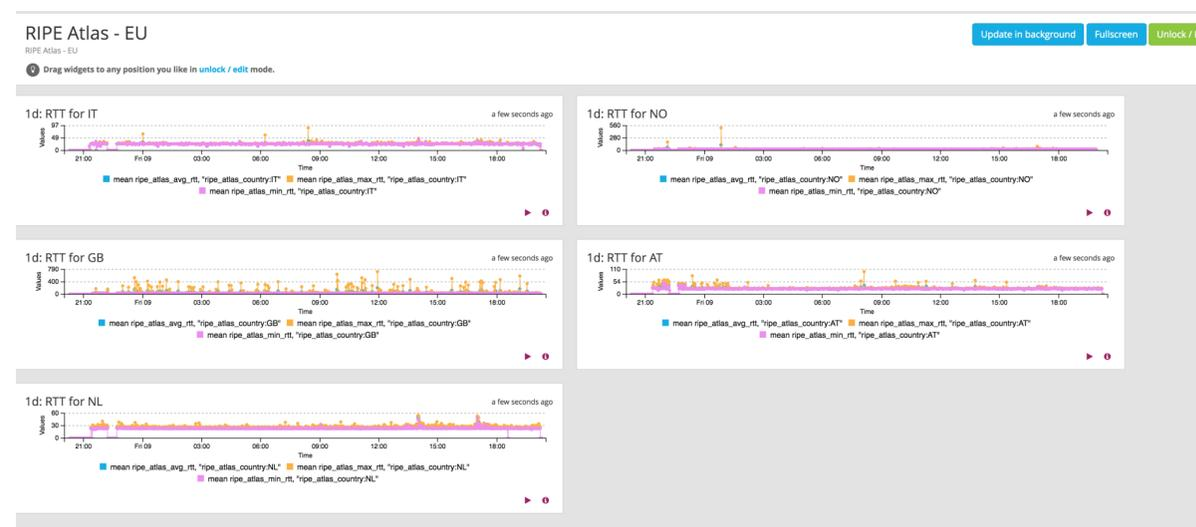 RIPE Atlas - EU
RIPE Atlas - EU
Drag widgets to any position you like in unlock / edit mode.
Update in background
Fullscreen
Unlock /
1d: RTT for IT
a few seconds ago
Values
97
49
0
21:00 Fri 09 03:00 06:00 09:00 12:00 15:00 18:00
Time
mean ripe_atlas_avg_rtt, "ripe_atlas_country:IT" mean ripe_atlas_max_rtt, "ripe_atlas_country:IT"
mean ripe_atlas_min_rtt, "ripe_atlas_country:IT"
1d: RTT for NO
a few seconds ago
Values
560
280
0
21:00 Fri 09 03:00 06:00 09:00 12:00 15:00 18:00
Time
mean ripe_atlas_avg_rtt, "ripe_atlas_country:NO" mean ripe_atlas_max_rtt, "ripe_atlas_country:NO"
mean ripe_atlas_min_rtt, "ripe_atlas_country:NO"
1d: RTT for GB
a few seconds ago
Values
790
400
0
21:00 Fri 09 03:00 06:00 09:00 12:00 15:00 18:00
Time
mean ripe_atlas_avg_rtt, "ripe_atlas_country:GB" mean ripe_atlas_max_rtt, "ripe_atlas_country:GB"
mean ripe_atlas_min_rtt, "ripe_atlas_country:GB"
1d: RTT for AT
a few seconds ago
Values
110
54
0
21:00 Fri 09 03:00 06:00 09:00 12:00 15:00 18:00
Time
mean ripe_atlas_avg_rtt, "ripe_atlas_country:AT" mean ripe_atlas_max_rtt, "ripe_atlas_country:AT"
mean ripe_atlas_min_rtt, "ripe_atlas_country:AT"
1d: RTT for NL
a few seconds ago
Values
60
30
0
21:00 Fri 09 03:00 06:00 09:00 12:00 15:00 18:00
Time
mean ripe_atlas_avg_rtt, "ripe_atlas_country:NL" mean ripe_atlas_max_rtt, "ripe_atlas_country:NL"
mean ripe_atlas_min_rtt, "ripe_atlas_country:NL"